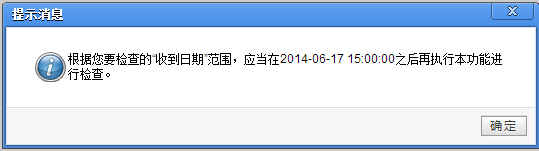 提示消息
根据您要检查的"收到日期"范围，应当在2014-06-17 15:00:00之后再执行本功能进
行检查。
确定